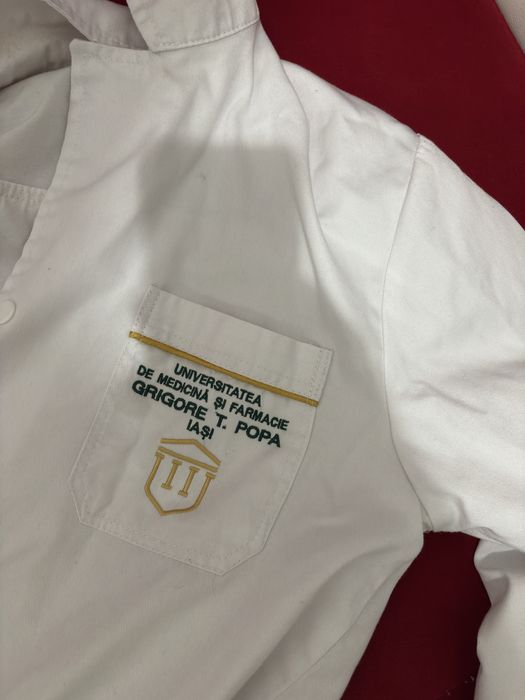 UNIVERSITATEA
DE MEDICINĂ ȘI FARMACIE
GRIGORE T. POPA
IAȘI